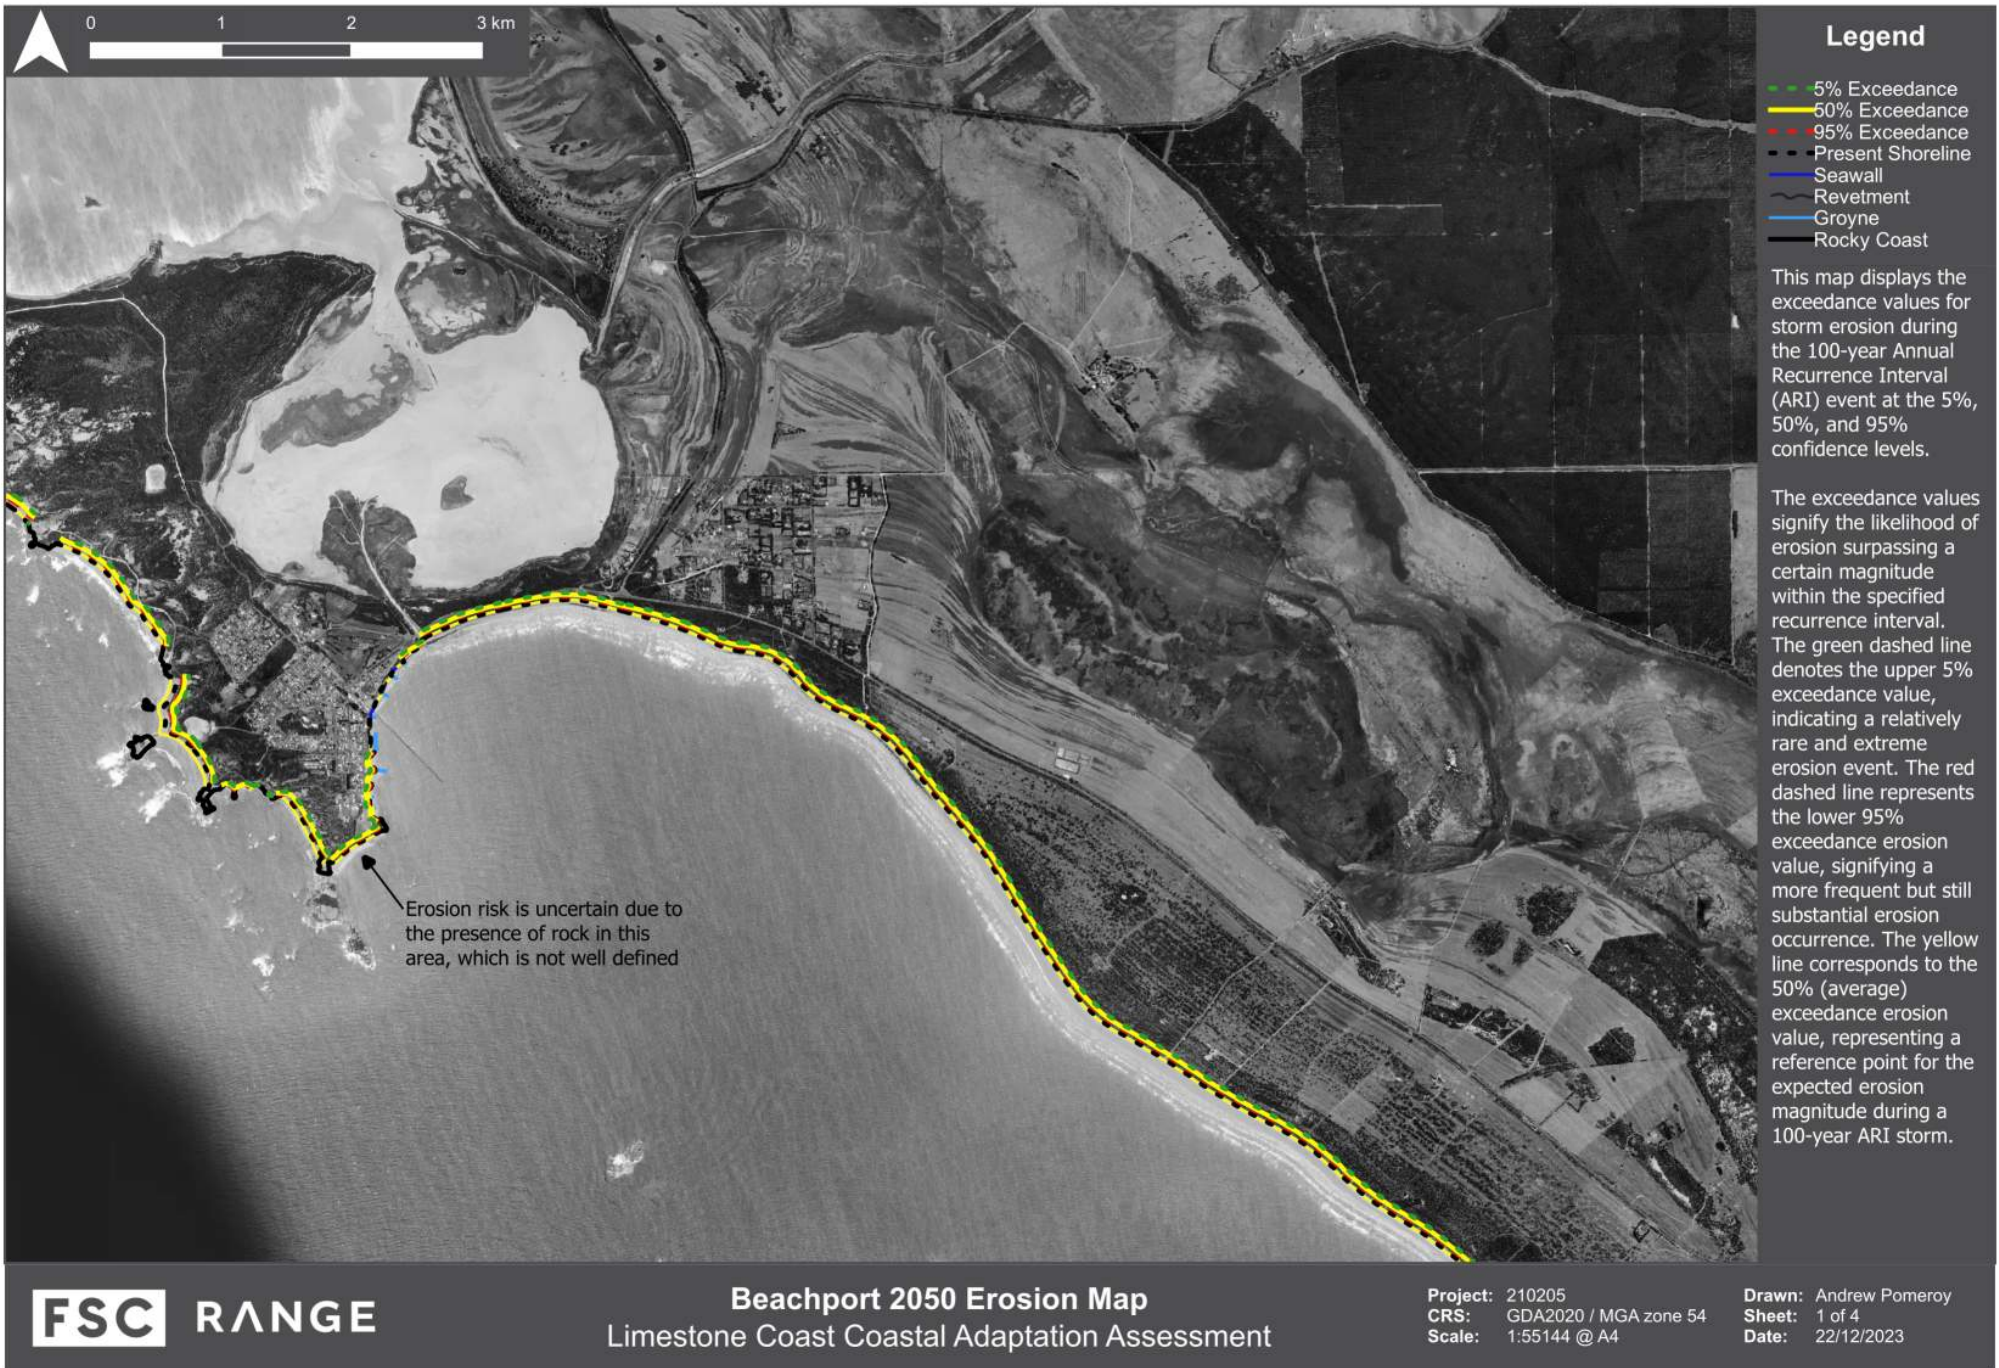 0 1 2 3 km
Legend
5% Exceedance
50% Exceedance
95% Exceedance
Present Shoreline
Seawall
Revetment
Groyne
Rocky Coast
This map displays the
exceedance values for
storm erosion during
the 100-year Annual
Recurrence Interval
(ARI) event at the 5%,
50%, and 95%
confidence levels.
The exceedance values
signify the likelihood of
erosion surpassing a
certain magnitude
within the specified
recurrence interval.
The green dashed line
denotes the upper 5%
exceedance value,
indicating a relatively
rare and extreme
erosion event. The red
dashed line represents
the lower 95%
exceedance erosion
value, signifying a
more frequent but still
substantial erosion
occurrence. The yellow
line corresponds to the
50% (average)
exceedance erosion
value, representing a
reference point for the
expected erosion
magnitude during a
100-year ARI storm.
Erosion risk is uncertain due to
the presence of rock in this
area, which is not well defined
FSC RANGE
Beachport 2050 Erosion Map
Limestone Coast Coastal Adaptation Assessment
Project: 210205
CRS: GDA2020 / MGA zone 54
Scale: 1:55144 @ A4
Drawn: Andrew Pomeroy
Sheet: 1 of 4
Date: 22/12/2023